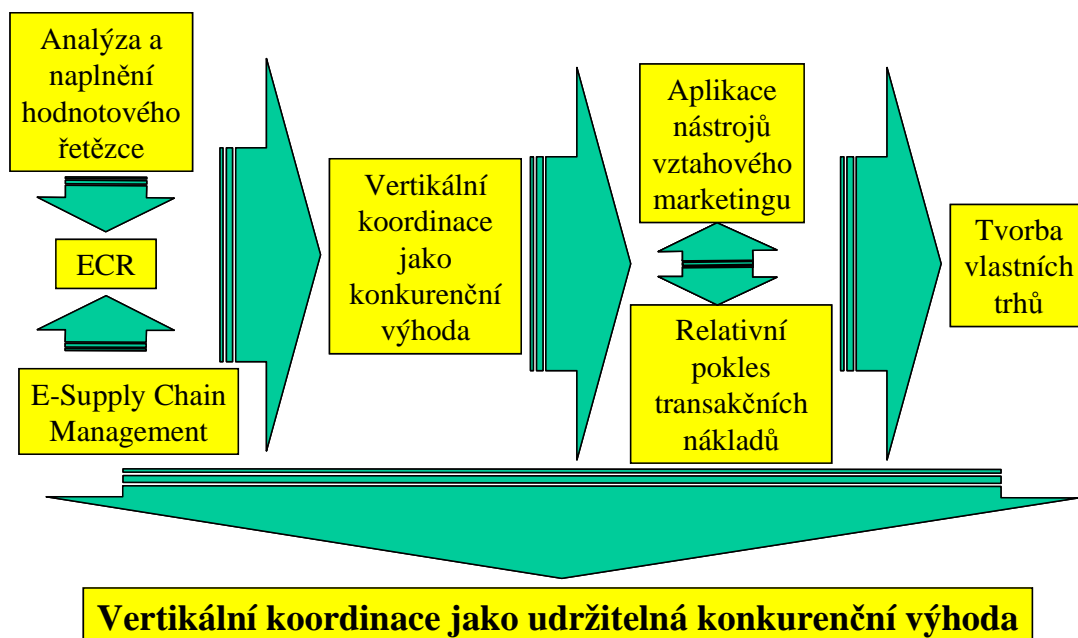 Analýza a
naplnění
hodnotového
řetězce
ECR
E-Supply Chain
Management
Vertikální
koordinace
jako
konkurenční
výhoda
Aplikace
nástrojů
vztahového
marketingu
Relativní
pokles
transakčních
nákladů
Tvorba
vlastních
trhů
Vertikální koordinace jako udržitelná konkurenční výhoda